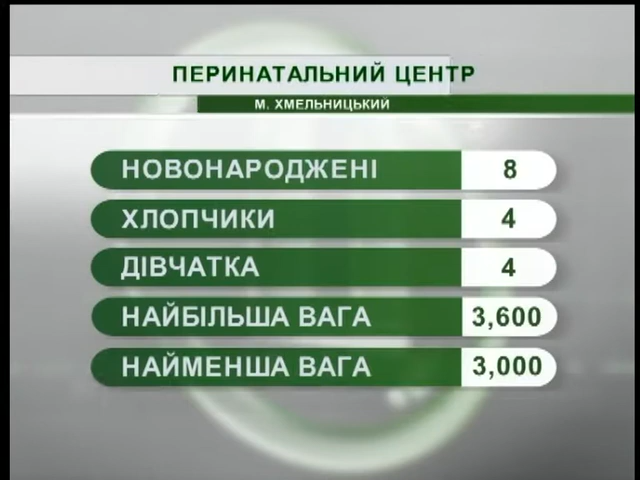 ПЕРИНАТАЛЬНИЙ ЦЕНТР
М. ХМЕЛЬНИЦЬКИЙ
НОВОНАРОДЖЕНІ 8
ХЛОПЧИКИ 4
ДІВЧАТКА 4
НАЙБІЛЬША ВАГА 3,600
НАЙМЕНША ВАГА 3,000